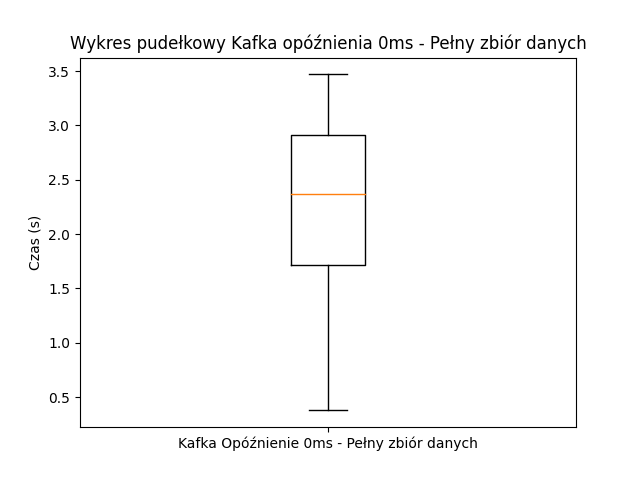 Wykres pudełkowy Kafka opóźnienia 0ms - Pełny zbiór danych
3.5
3.0
2.5
2.0
1.5
1.0
0.5
Czas (s)
Kafka Opóźnienie 0ms - Pełny zbiór danych